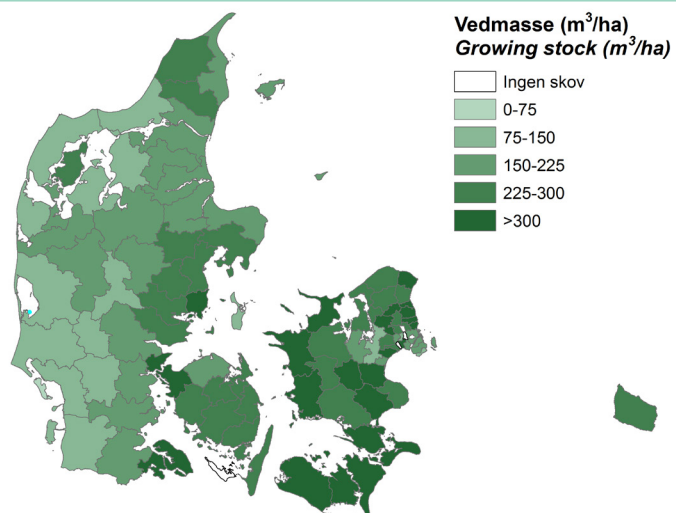 Vedmasse (m³/ha)
Growing stock (m³/ha)
Ingen skov
0-75
75-150
150-225
225-300
>300